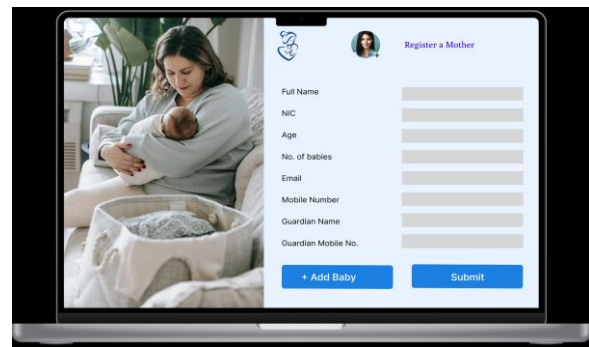 Register a Mother
Full Name
NIC
Age
No. of babies
Email
Mobile Number
Guardian Name
Guardian Mobile No.
+ Add Baby
Submit